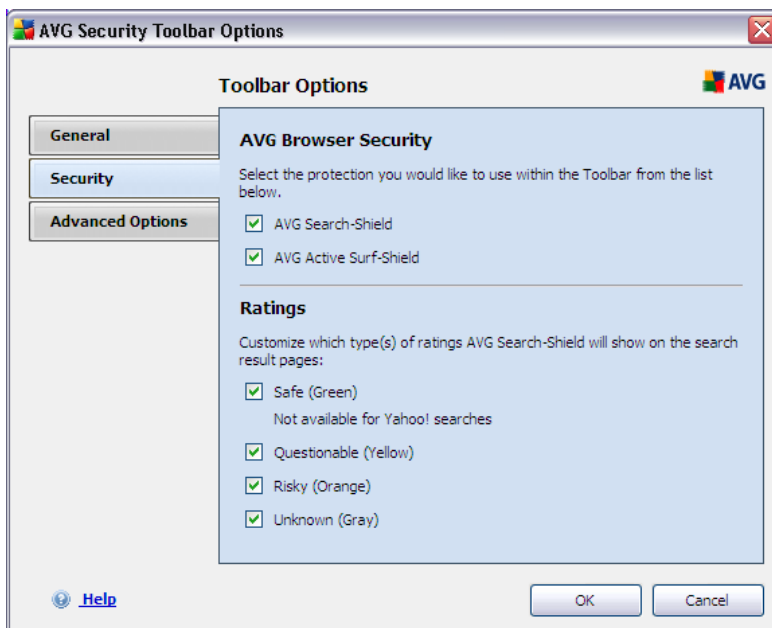 AVG Security Toolbar Options
Toolbar Options
AVG
General
Security
Advanced Options
AVG Browser Security
Select the protection you would like to use within the Toolbar from the list
below.
AVG Search-Shield
AVG Active Surf-Shield
Ratings
Customize which type(s) of ratings AVG Search-Shield will show on the search
result pages:
Safe (Green)
Not available for Yahoo! searches
Questionable (Yellow)
Risky (Orange)
Unknown (Gray)
Help
OK
Cancel